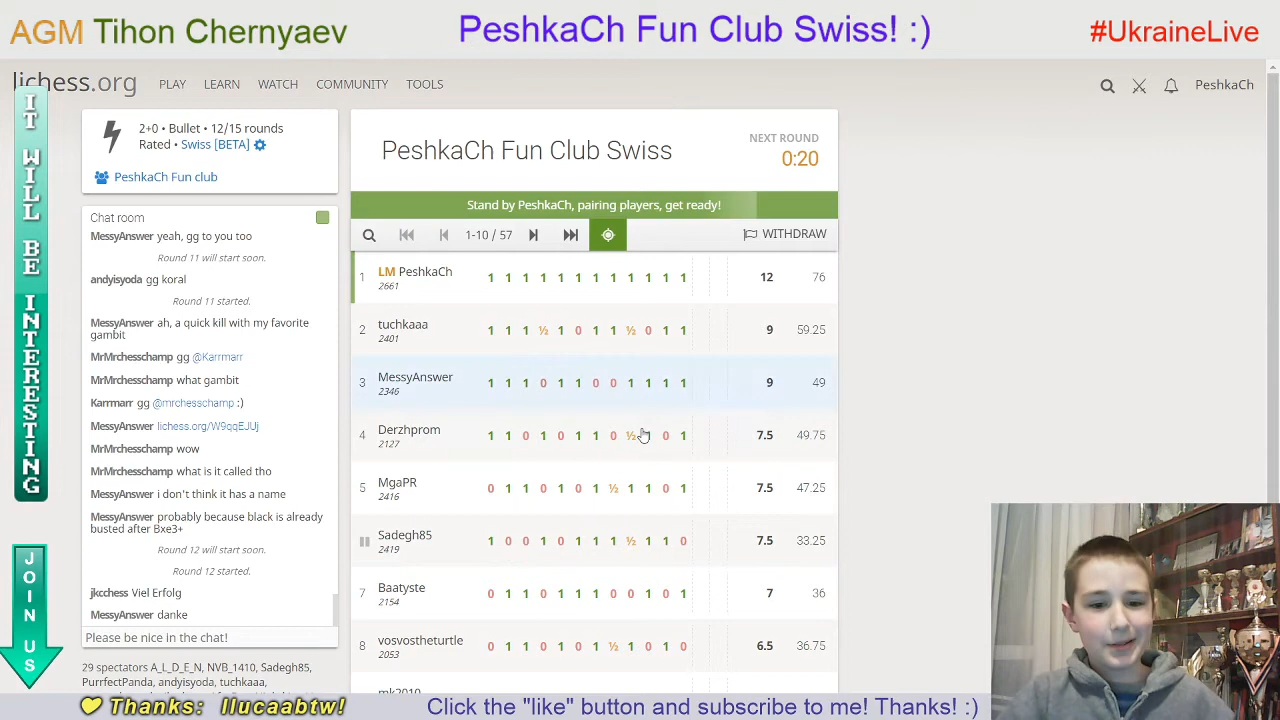 AGM Tihon Chernyaev
PeshkaCh Fun Club Swiss! :)
#UkraineLive
lichess.org
PLAY LEARN WATCH COMMUNITY TOOLS
PeshkaCh
IT WILL BE INTERESTING
JOIN US
2+0 • Bullet • 12/15 rounds
Rated • Swiss [BETA]
PeshkaCh Fun club
Chat room
MessyAnswer yeah, gg to you too
Round 11 will start soon.
andyisyoda gg koral
Round 11 started.
MessyAnswer ah, a quick kill with my favorite
gambit
MrMrchesschamp gg @Karrmarr
MrMrchesschamp what gambit
Karrmarr gg @mrchesschamp :)
MessyAnswer lichess.org/W9qqEJUj
MrMrchesschamp wow
MrMrchesschamp what is it called tho
MessyAnswer i don't think it has a name
MessyAnswer probably because black is already
busted after Bxe3+
Round 12 will start soon.
Round 12 started.
jkcchess Viel Erfolg
MessyAnswer danke
Please be nice in the chat!
29 spectators A_L_D_E_N, NVB_1410, Sadegh85,
PurrfectPanda, andyisyoda, tuchkaaa,
PeshkaCh Fun Club Swiss
NEXT ROUND
0:20
Stand by PeshkaCh, pairing players, get ready!
1-10 / 57
WITHDRAW
1 LM PeshkaCh 1 1 1 1 1 1 1 1 1 1 1 1 12 76
2661
2 tuchkaaa 1 1 1 ½ 1 0 1 1 ½ 0 1 1 9 59.25
2401
3 MessyAnswer 1 1 1 0 1 1 0 0 1 1 1 1 9 49
2346
4 Derzhprom 1 1 0 1 0 1 1 0 ½ 0 1 7.5 49.75
2127
5 MgaPR 0 1 1 0 1 0 1 ½ 1 1 0 1 7.5 47.25
2416
Sadegh85 1 0 0 1 0 1 1 1 ½ 1 1 0 7.5 33.25
2419
7 Baatyste 0 1 0 1 1 1 1 0 0 1 0 1 7 36
2154
8 vosvostheturtle 0 1 1 0 1 0 1 ½ 1 0 1 0 6.5 36.75
2053
mk2010
Thanks: llucaabtw!
Click the "like" button and subscribe to me! Thanks! :)